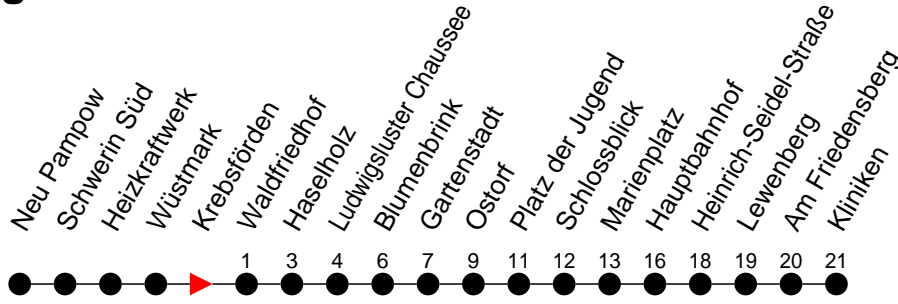 Neu Pampow
Schwerin Süd
Heizkraftwerk
Wüstmark
Krebsförden
Waldfriedhof
Haselholz
Ludwigsluster Chaussee
Blumenbrink
Gartenstadt
Ostorf
Platz der Jugend
Schlossblick
Marienplatz
Hauptbahnhof
Heinrich-Seidel-Straße
Lewenberg
Am Friedensberg
Kliniken
1 3 4 6 7 9 11 12 13 16 18 19 20 21